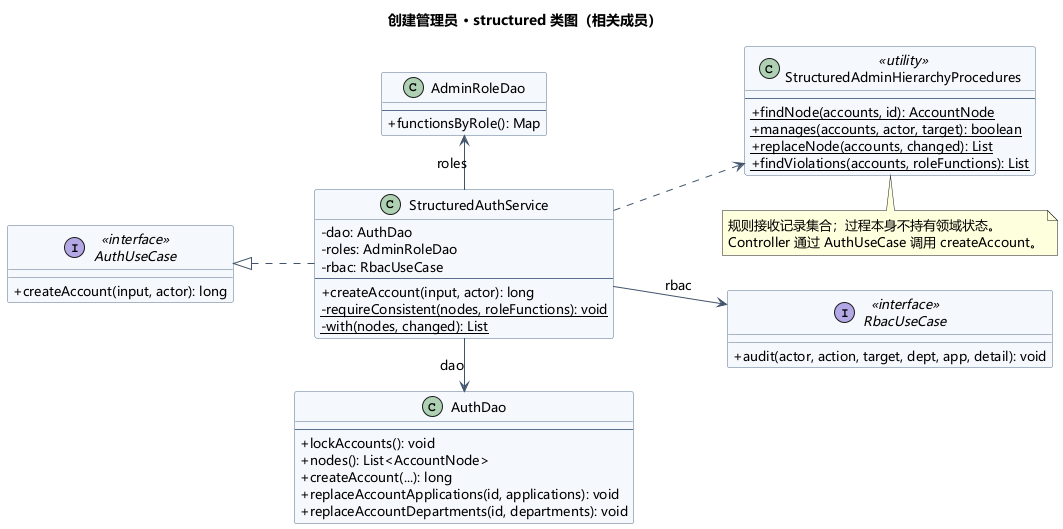 创建管理员 · structured 类图（相关成员）
C AdminRoleDao
+functionsByRole(): Map
roles
«utility»
C StructuredAdminHierarchyProcedures
+findNode(accounts, id): AccountNode
+manages(accounts, actor, target): boolean
+replaceNode(accounts, changed): List
+findViolations(accounts, roleFunctions): List
规则接收记录集合；过程本身不持有领域状态。
Controller 通过 AuthUseCase 调用 createAccount。
C StructuredAuthService
-dao: AuthDao
-roles: AdminRoleDao
-rbac: RbacUseCase
+createAccount(input, actor): long
-requireConsistent(nodes, roleFunctions): void
-with(nodes, changed): List
«interface»
I AuthUseCase
+createAccount(input, actor): long
rbac
«interface»
I RbacUseCase
+audit(actor, action, target, dept, app, detail): void
dao
C AuthDao
+lockAccounts(): void
+nodes(): List<AccountNode>
+createAccount(...): long
+replaceAccountApplications(id, applications): void
+replaceAccountDepartments(id, departments): void